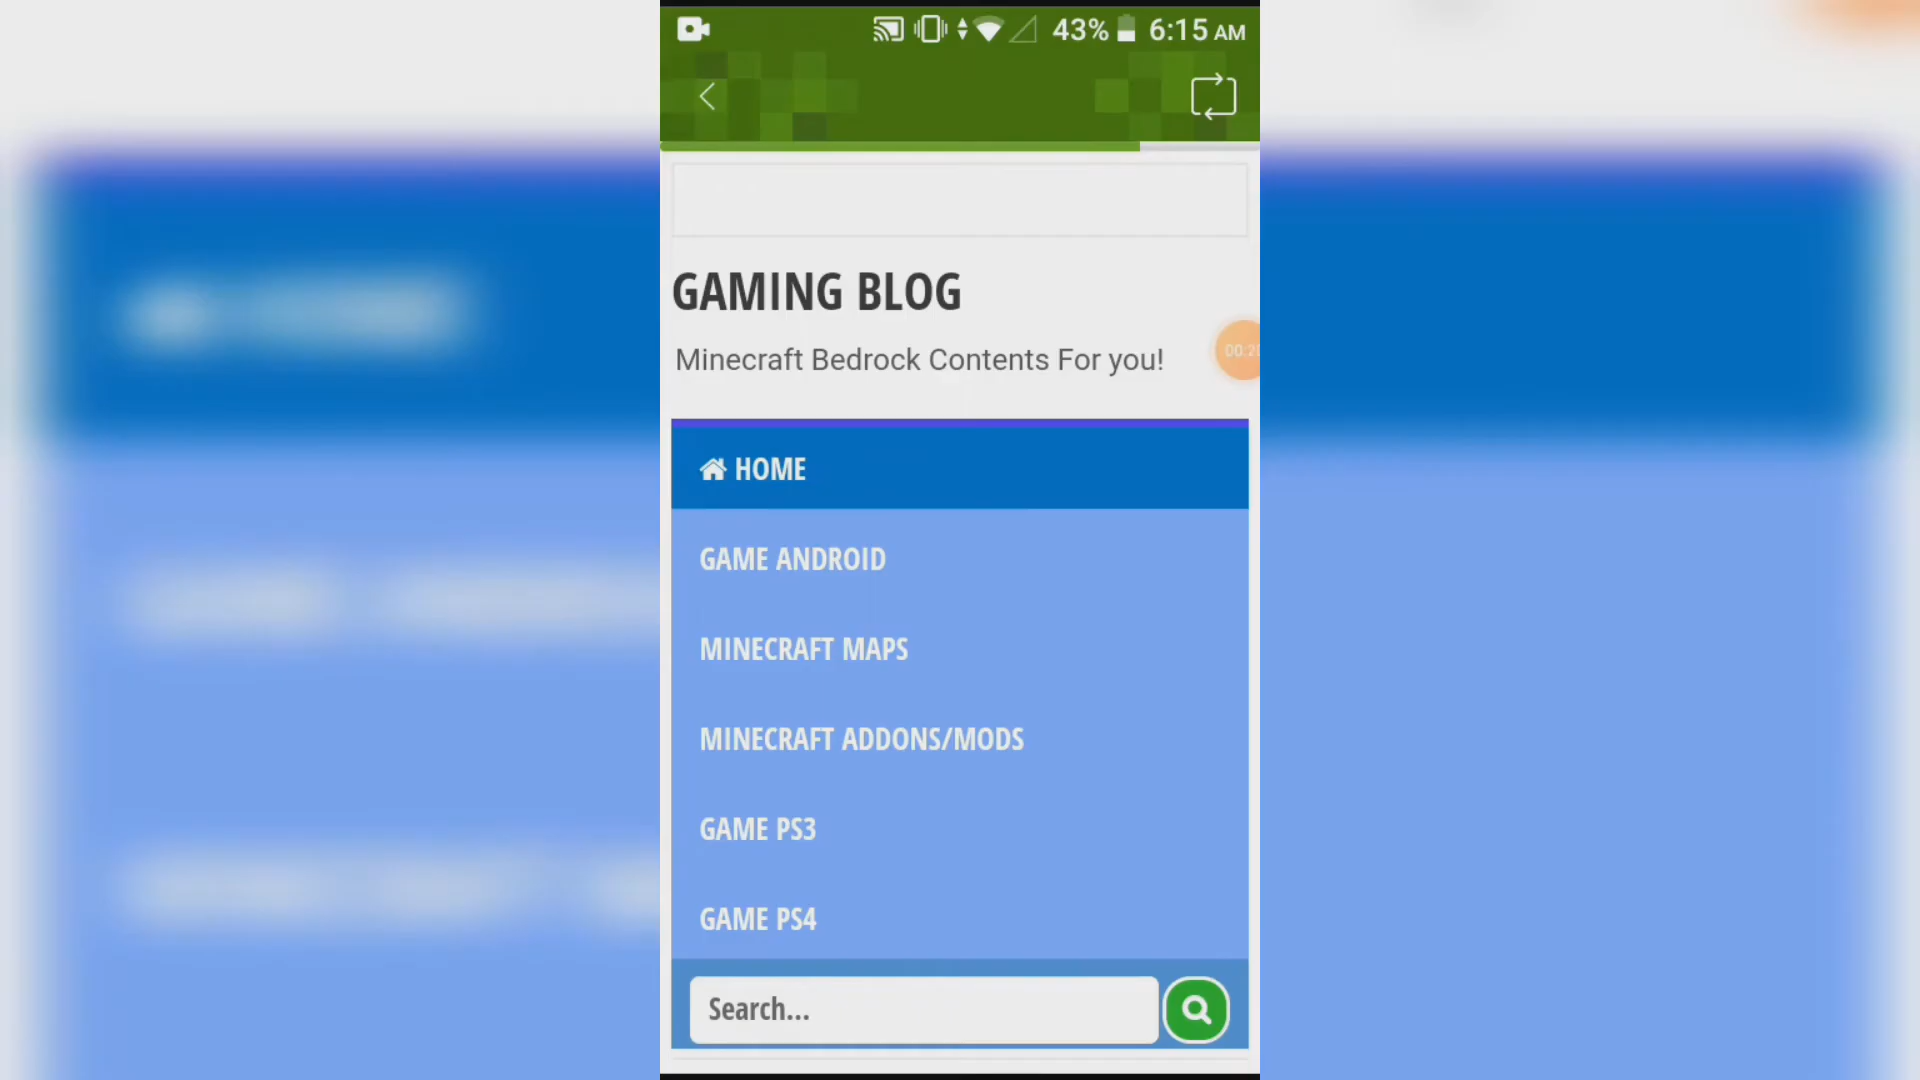 43% 6:15 AM
GAMING BLOG
Minecraft Bedrock Contents For you!
HOME
GAME ANDROID
MINECRAFT MAPS
MINECRAFT ADDONS/MODS
GAME PS3
GAME PS4
Search...